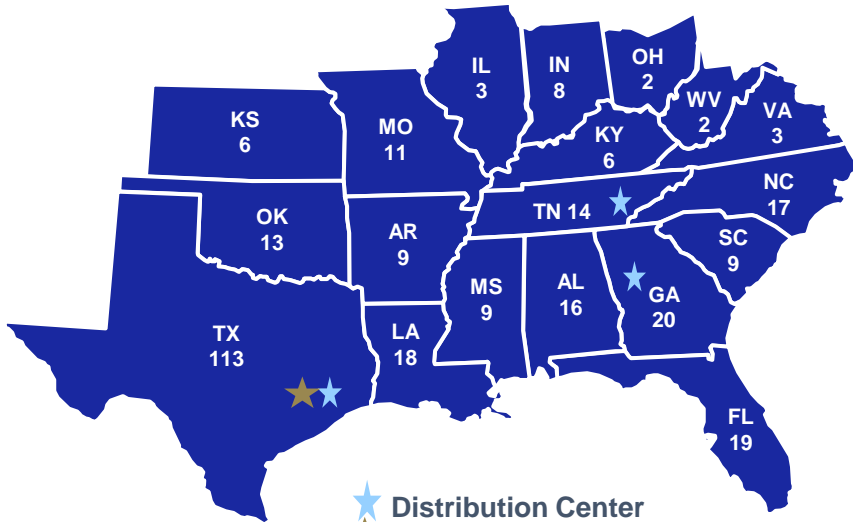 IL
3
IN
8
OH
2
WV
2
VA
3
KS
6
MO
11
KY
6
NC
17
OK
13
AR
9
TN 14
SC
9
MS
9
AL
16
GA
20
TX
113
LA
18
FL
19
Distribution Center